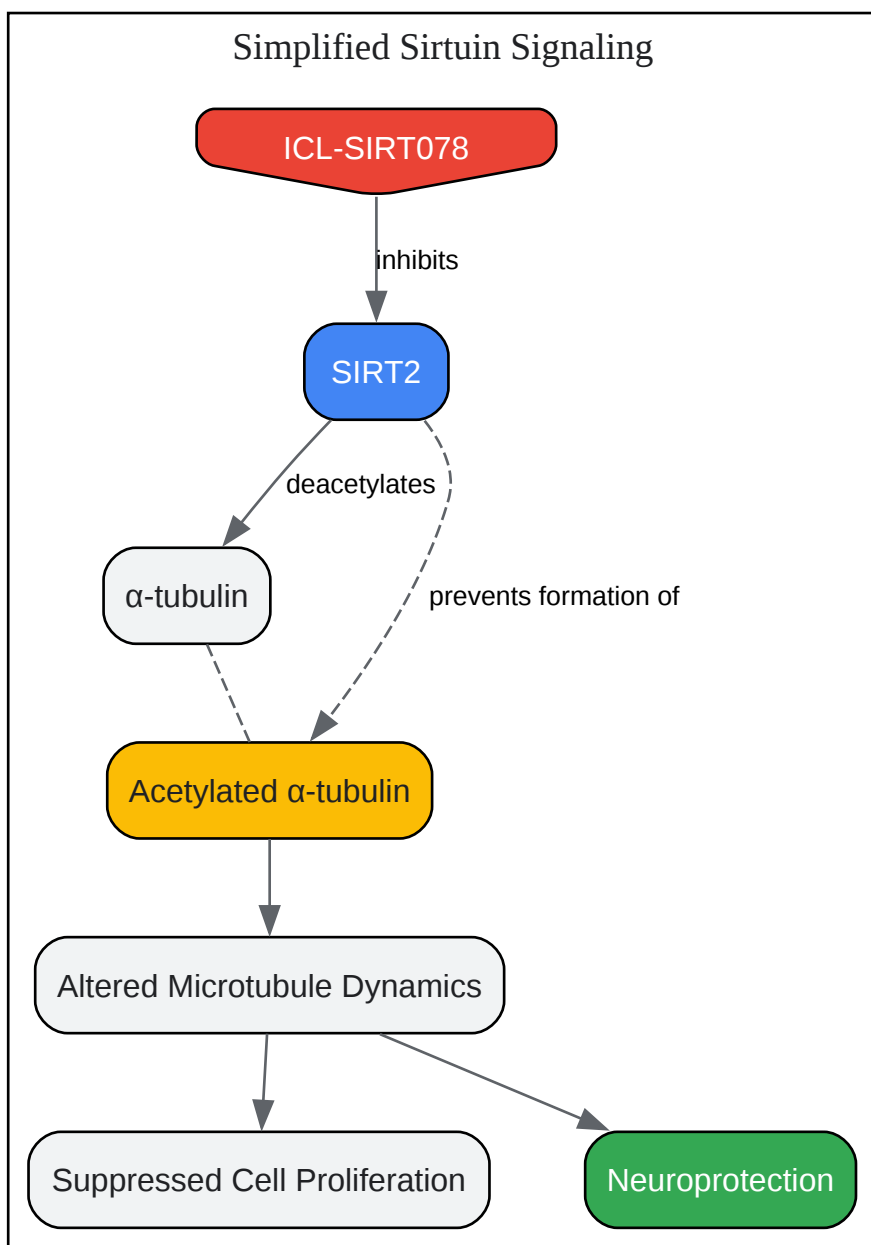 Simplified Sirtuin Signaling
ICL-SIRT078
inhibits
SIRT2
deacetylates
α-tubulin
prevents formation of
Acetylated α-tubulin
Altered Microtubule Dynamics
Suppressed Cell Proliferation
Neuroprotection